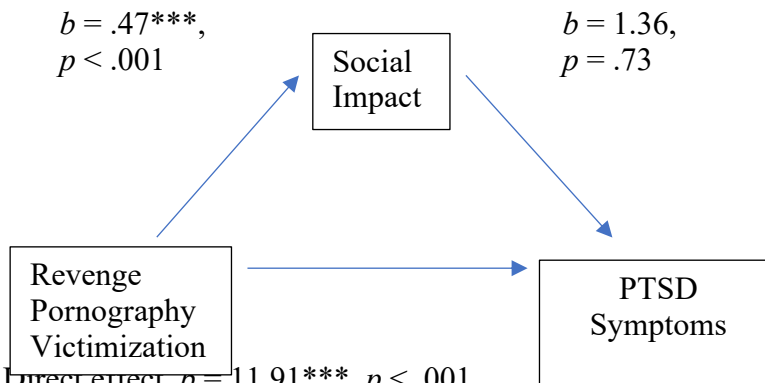 b = .47***,
p < .001
Social
Impact
b = 1.36,
p = .73
Revenge
Pornography
Victimization
PTSD
Symptoms
Direct effect, b = 11.91***, p < .001